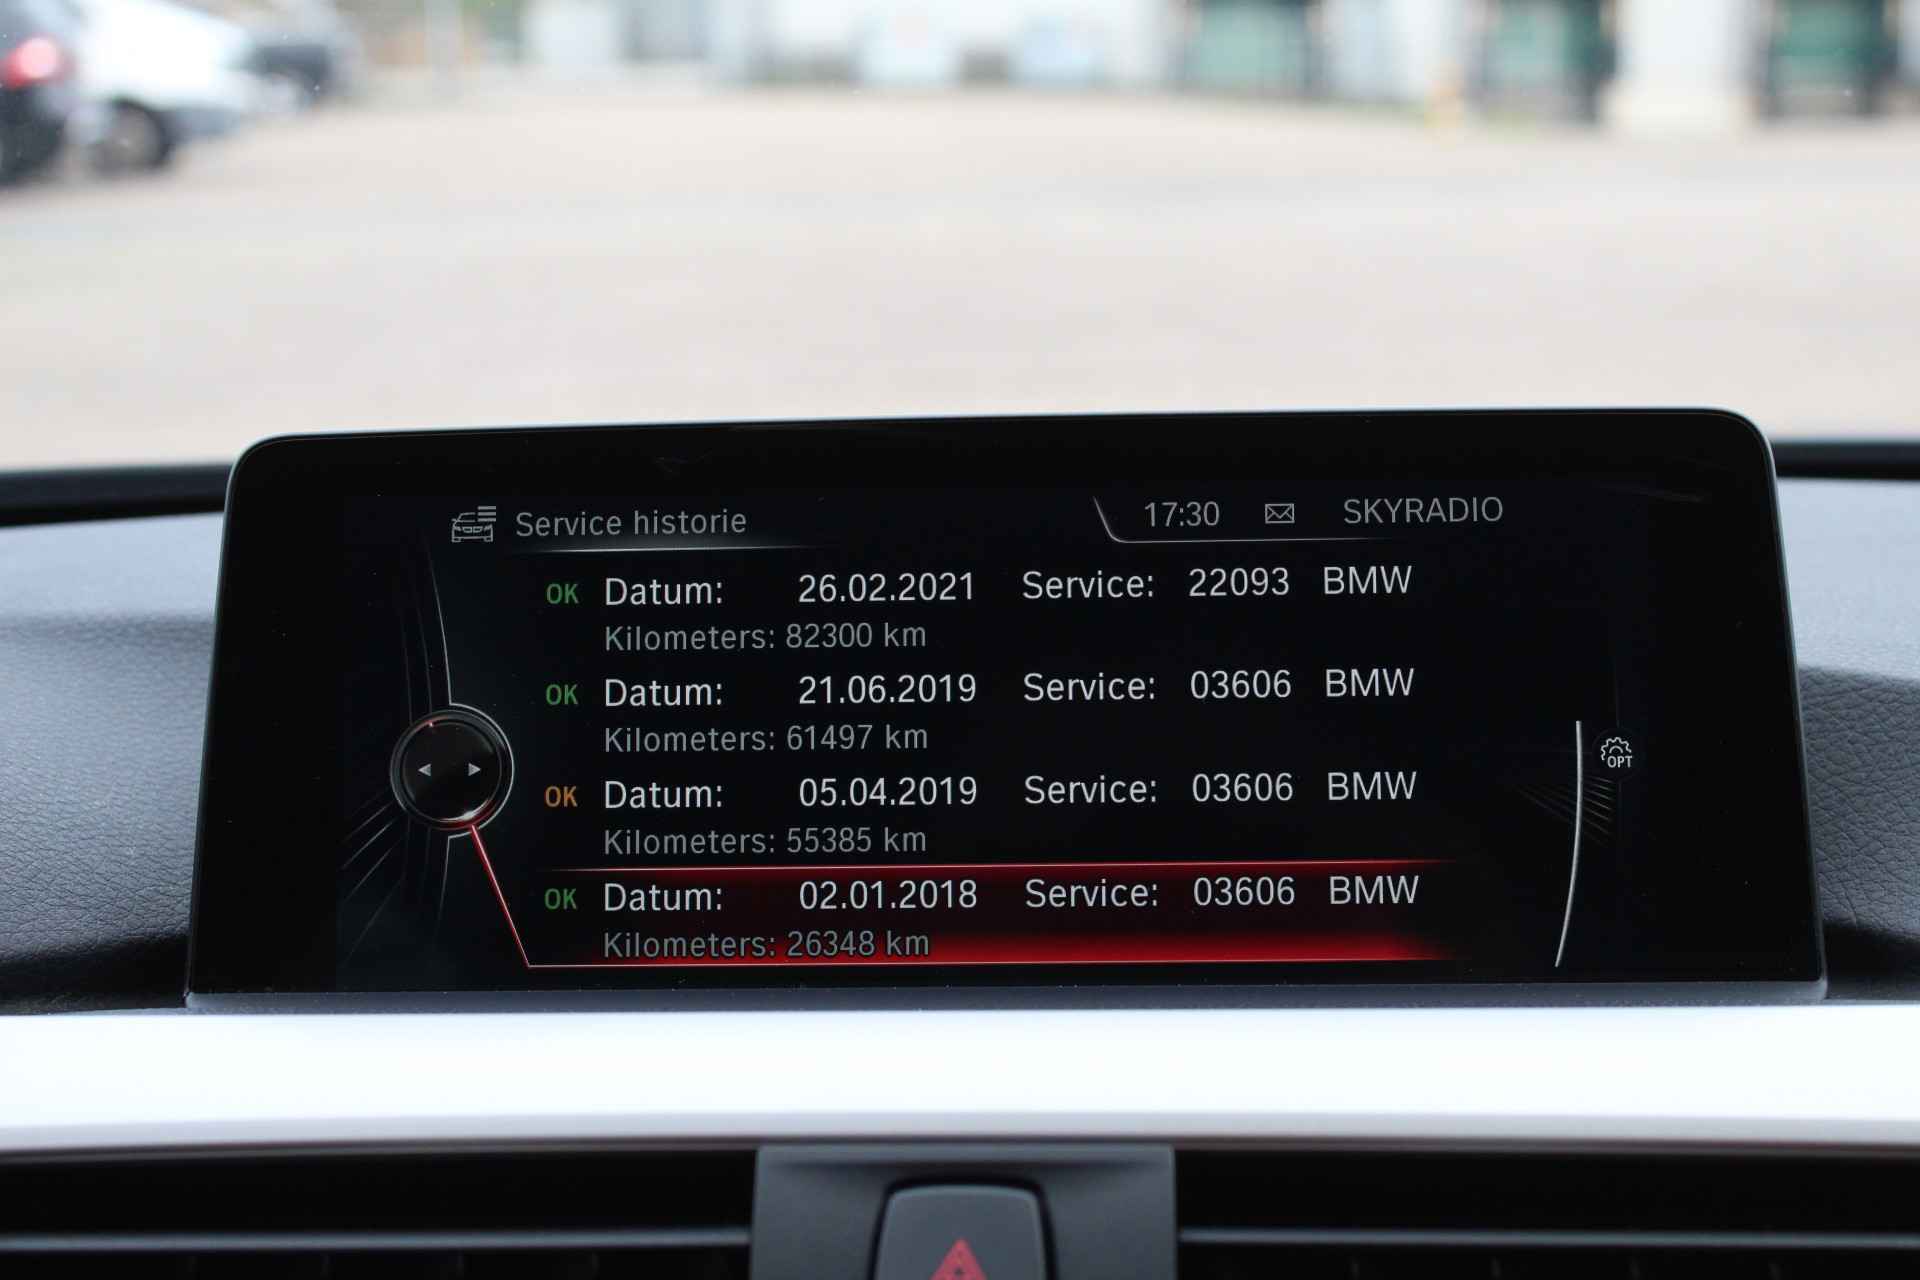 Service historie 17:30 SKYRADIO
OK Datum: 26.02.2021 Service: 22093 BMW
Kilometers: 82300 km
OK Datum: 21.06.2019 Service: 03606 BMW
Kilometers: 61497 km
OPT
OK Datum: 05.04.2019 Service: 03606 BMW
Kilometers: 55385 km
OK Datum: 02.01.2018 Service: 03606 BMW
Kilometers: 26348 km